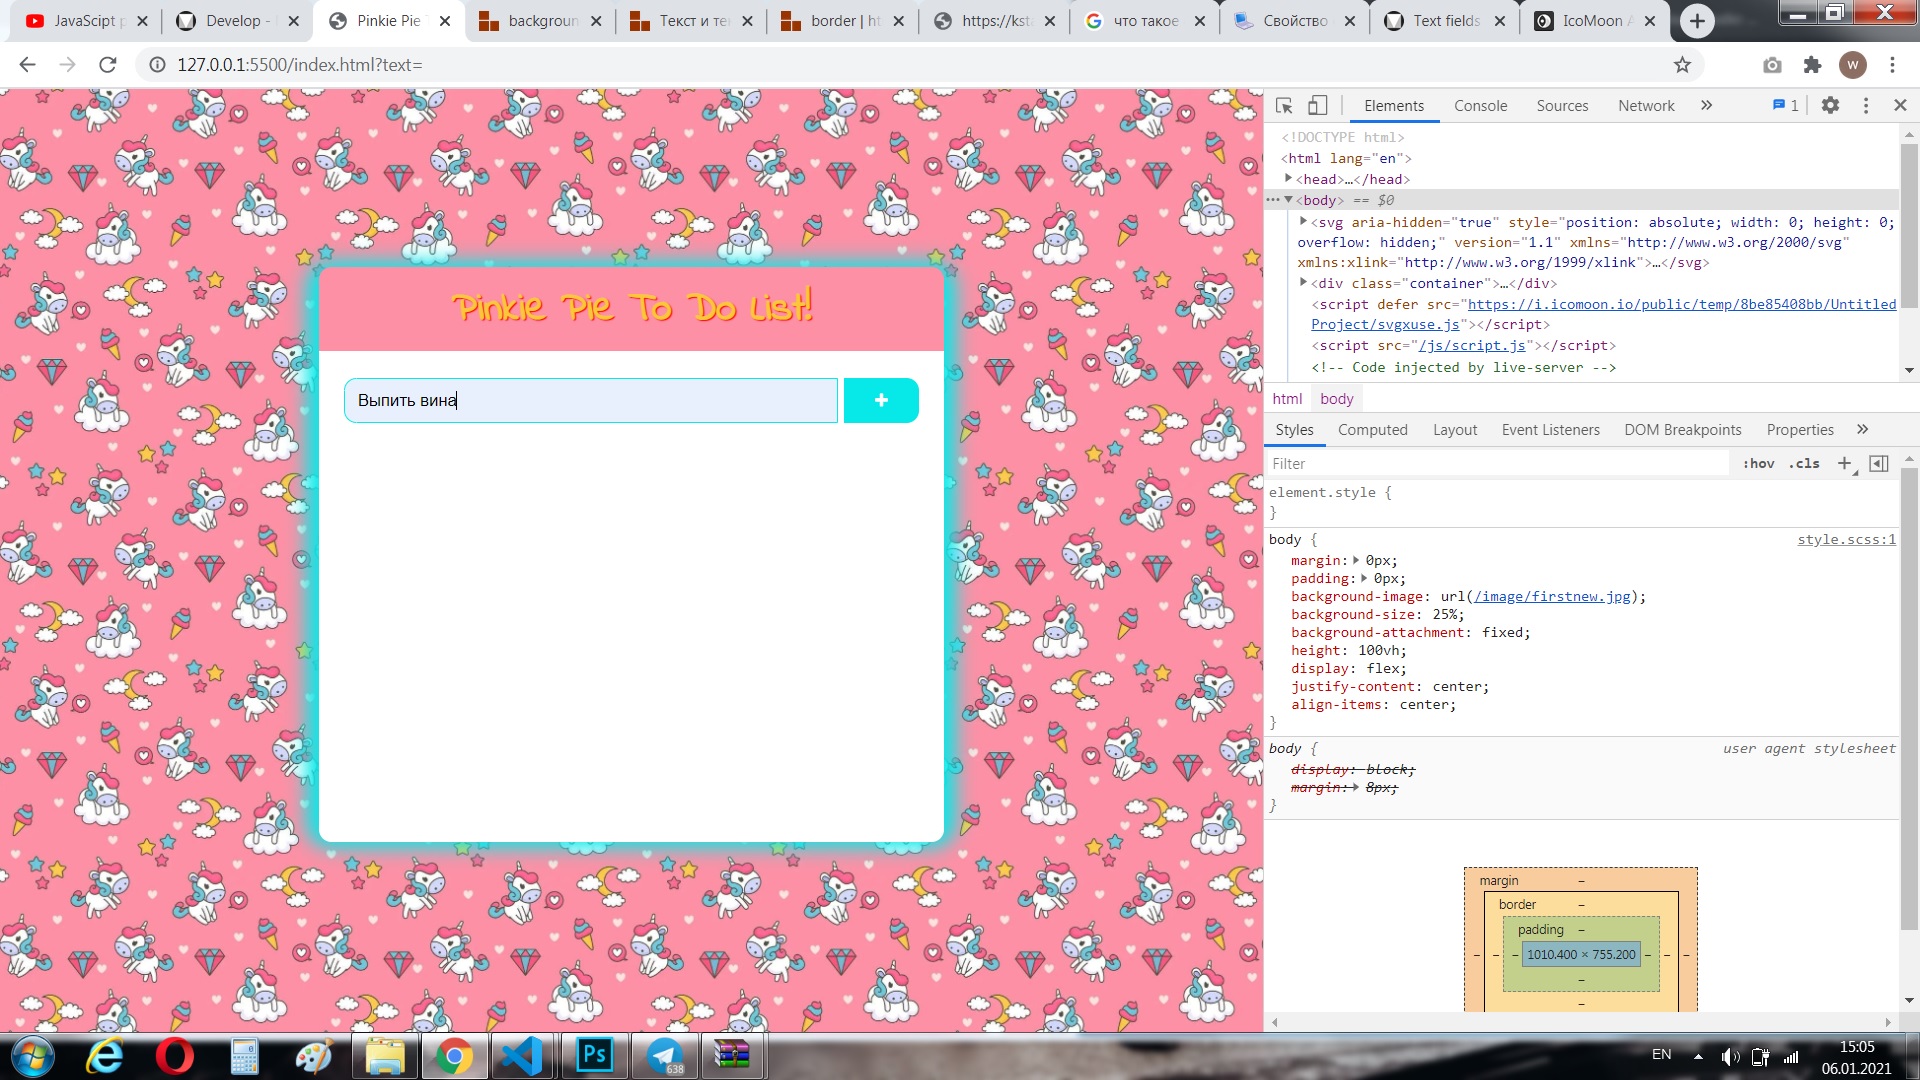 JavaScipt p
Develop -
Pinkie Pie
backgroun
Текст и те
border | ht
https://kst
что такое
Свойство
Text fields
IcoMoon A
127.0.0.1:5500/index.html?text=
W
Pinkie Pie To Do List!
Выпить вина
+
Elements
Console
Sources
Network
1
<!DOCTYPE html>
<html lang="en">
<head>…</head>
<body> == $0
<svg aria-hidden="true" style="position: absolute; width: 0; height: 0;
overflow: hidden;" version="1.1" xmlns="http://www.w3.org/2000/svg"
xmlns:xlink="http://www.w3.org/1999/xlink">…</svg>
<div class="container">…</div>
<script defer src="https://i.icomoon.io/public/temp/8be85408bb/Untitled
Project/svgxuse.js"></script>
<script src="/js/script.js"></script>
<!-- Code injected by live-server -->
html
body
Styles
Computed
Layout
Event Listeners
DOM Breakpoints
Properties
Filter
:hov
.cls
element.style {
}
body {
style.scss:1
margin: 0px;
padding: 0px;
background-image: url(/image/firstnew.jpg);
background-size: 25%;
background-attachment: fixed;
height: 100vh;
display: flex;
justify-content: center;
align-items: center;
}
body {
user agent stylesheet
display: block;
margin: 8px;
}
margin –
border –
padding –
– – – 1010.400 × 755.200 – – –
–
–
Ps
638
EN
15:05
06.01.2021